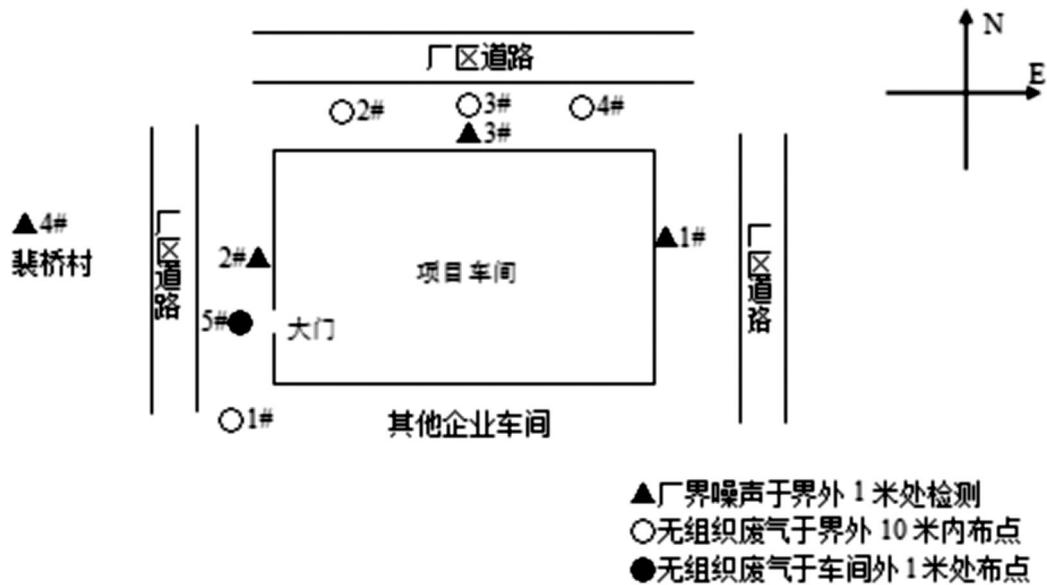 N
厂区道路
E
2#
3#
4#
3#
4#
裴桥村
厂区道路
2#
1#
项目车间
厂区道路
5#
大门
1#
其他企业车间
▲厂界噪声于界外 1 米处检测
○无组织废气于界外 10 米内布点
●无组织废气于车间外 1 米处布点